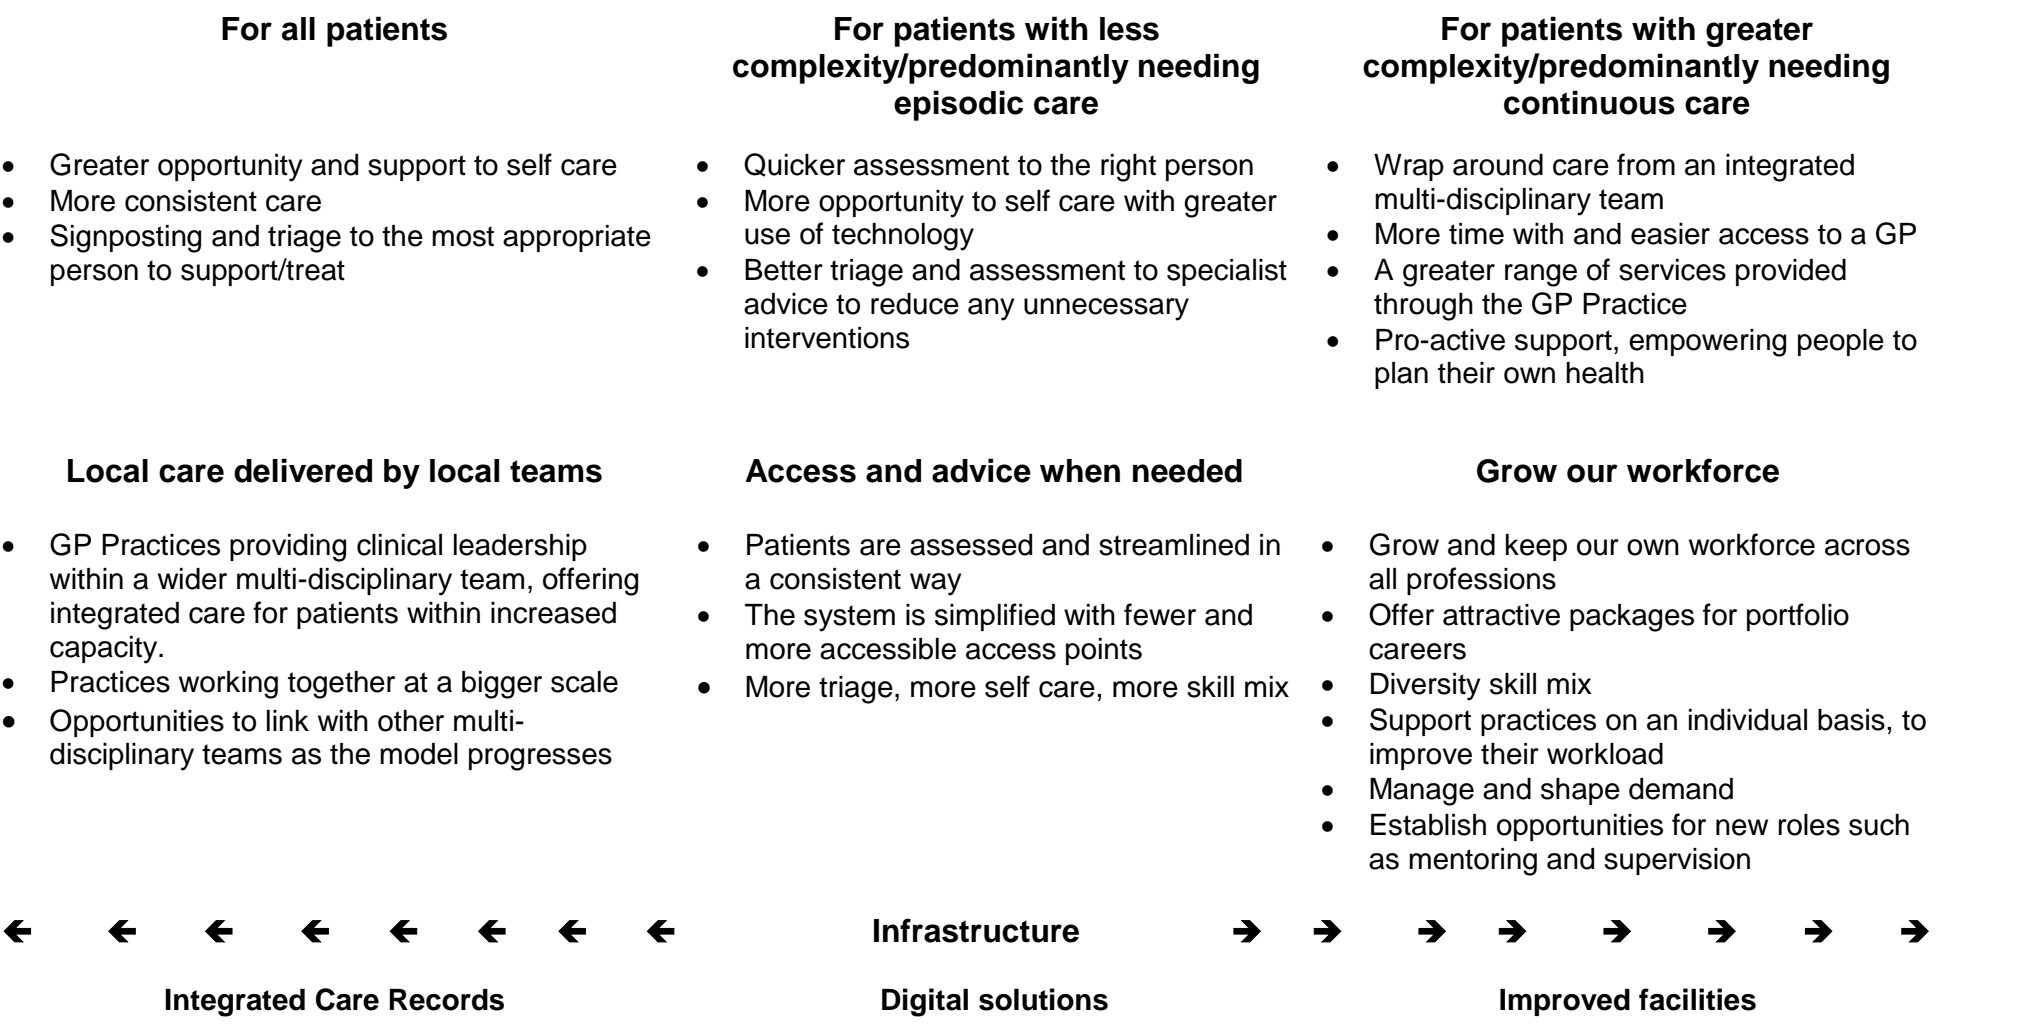 For all patients
• Greater opportunity and support to self care
• More consistent care
• Signposting and triage to the most appropriate
person to support/treat
For patients with less
complexity/predominantly needing
episodic care
• Quicker assessment to the right person
• More opportunity to self care with greater
use of technology
• Better triage and assessment to specialist
advice to reduce any unnecessary
interventions
For patients with greater
complexity/predominantly needing
continuous care
• Wrap around care from an integrated
multi-disciplinary team
• More time with and easier access to a GP
• A greater range of services provided
through the GP Practice
• Pro-active support, empowering people to
plan their own health
Local care delivered by local teams
• GP Practices providing clinical leadership
within a wider multi-disciplinary team, offering
integrated care for patients within increased
capacity.
• Practices working together at a bigger scale
• Opportunities to link with other multi-
disciplinary teams as the model progresses
Access and advice when needed
• Patients are assessed and streamlined in
a consistent way
• The system is simplified with fewer and
more accessible access points
• More triage, more self care, more skill mix
Grow our workforce
• Grow and keep our own workforce across
all professions
• Offer attractive packages for portfolio
careers
• Diversity skill mix
• Support practices on an individual basis, to
improve their workload
• Manage and shape demand
• Establish opportunities for new roles such
as mentoring and supervision
🡸 🡸 🡸 🡸 🡸 🡸 🡸 🡸 Infrastructure 🡺 🡺 🡺 🡺 🡺 🡺 🡺 🡺
Integrated Care Records
Digital solutions
Improved facilities